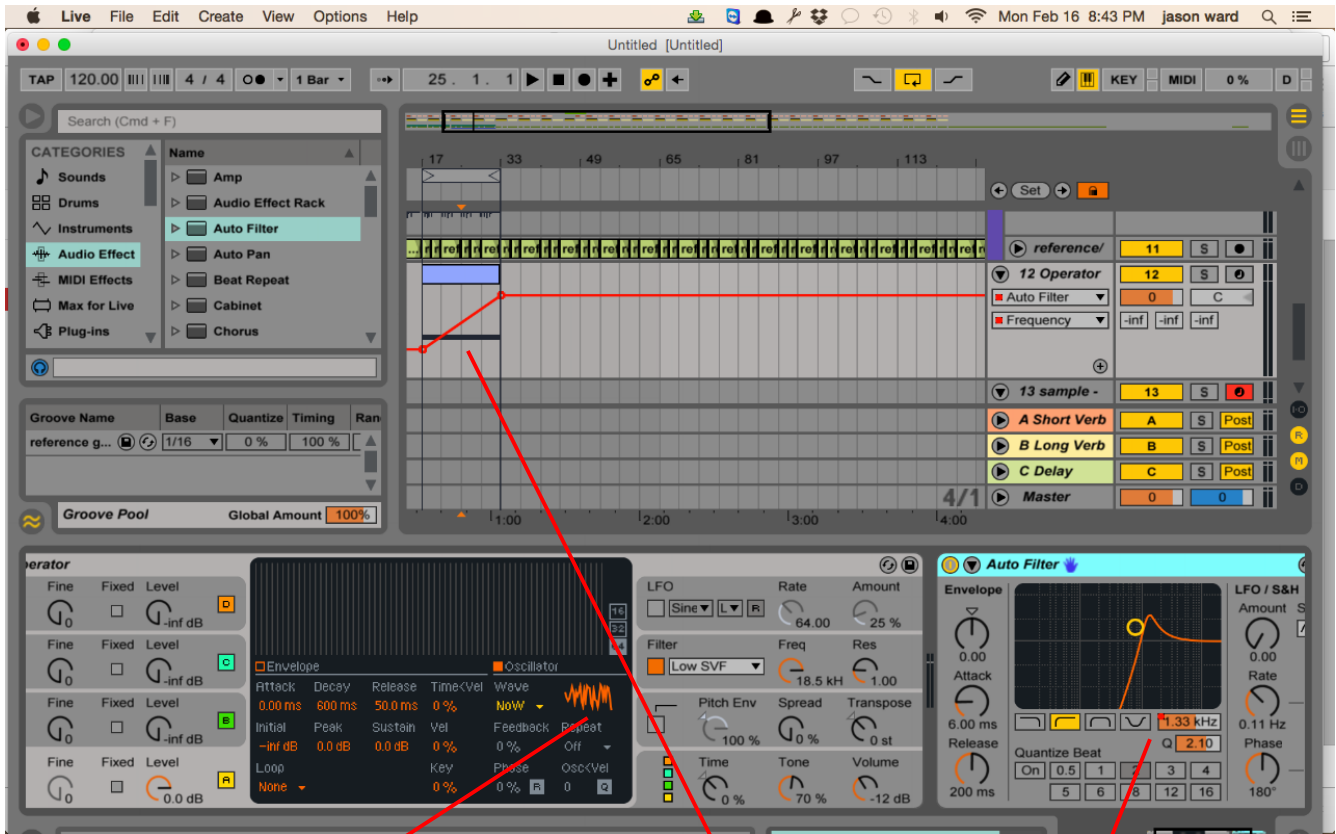 Live File Edit Create View Options Help Mon Feb 16 8:43 PM jason ward
Untitled [Untitled]
TAP 120.00 4 / 4 1 Bar 25. 1. 1 KEY MIDI 0 % D
Search (Cmd + F)
CATEGORIES Name
Sounds Amp
Drums Audio Effect Rack
Instruments Auto Filter
Audio Effect Auto Pan
MIDI Effects Beat Repeat
Max for Live Cabinet
Plug-ins Chorus
Groove Name Base Quantize Timing Ran
reference g... 1/16 0 % 100 %
Groove Pool Global Amount 100%
17 33 49 65 81 97 113
Set
reference/ 11 S
12 Operator 12 S
Auto Filter 0 C
Frequency -inf -inf -inf
13 sample - 13 S
A Short Verb A S Post
B Long Verb B S Post
C Delay C S Post
4/1 Master 0 0
1:00 2:00 3:00 4:00
I·O
R
M
D
erator
Fine Fixed Level
0 -inf dB D
Fine Fixed Level
0 -inf dB C
Fine Fixed Level
0 -inf dB B
Fine Fixed Level
0 0.0 dB A
16
32
64
Envelope Oscillator
Attack Decay Release Time<Vel Wave
0.00 ms 600 ms 50.0 ms 0 % NoW
Initial Peak Sustain Vel Feedback Repeat
-inf dB 0.0 dB 0.0 dB 0 % 0 % Off
Loop Key Phase Osc<Vel
None 0 % 0 % R 0 Q
LFO Rate Amount
Sine L R 64.00 25 %
Filter Freq Res
Low SVF 18.5 kH 1.00
Pitch Env Spread Transpose
100 % 0 % 0 st
Time Tone Volume
0 % 70 % -12 dB
Auto Filter
Envelope
0.00
Attack
6.00 ms
Release
200 ms
1.33 kHz
Q 2.10
Quantize Beat
On 0.5 1 2 3 4
5 6 8 12 16
LFO / S&H
Amount S
0.00
Rate
0.11 Hz
Phase
180°